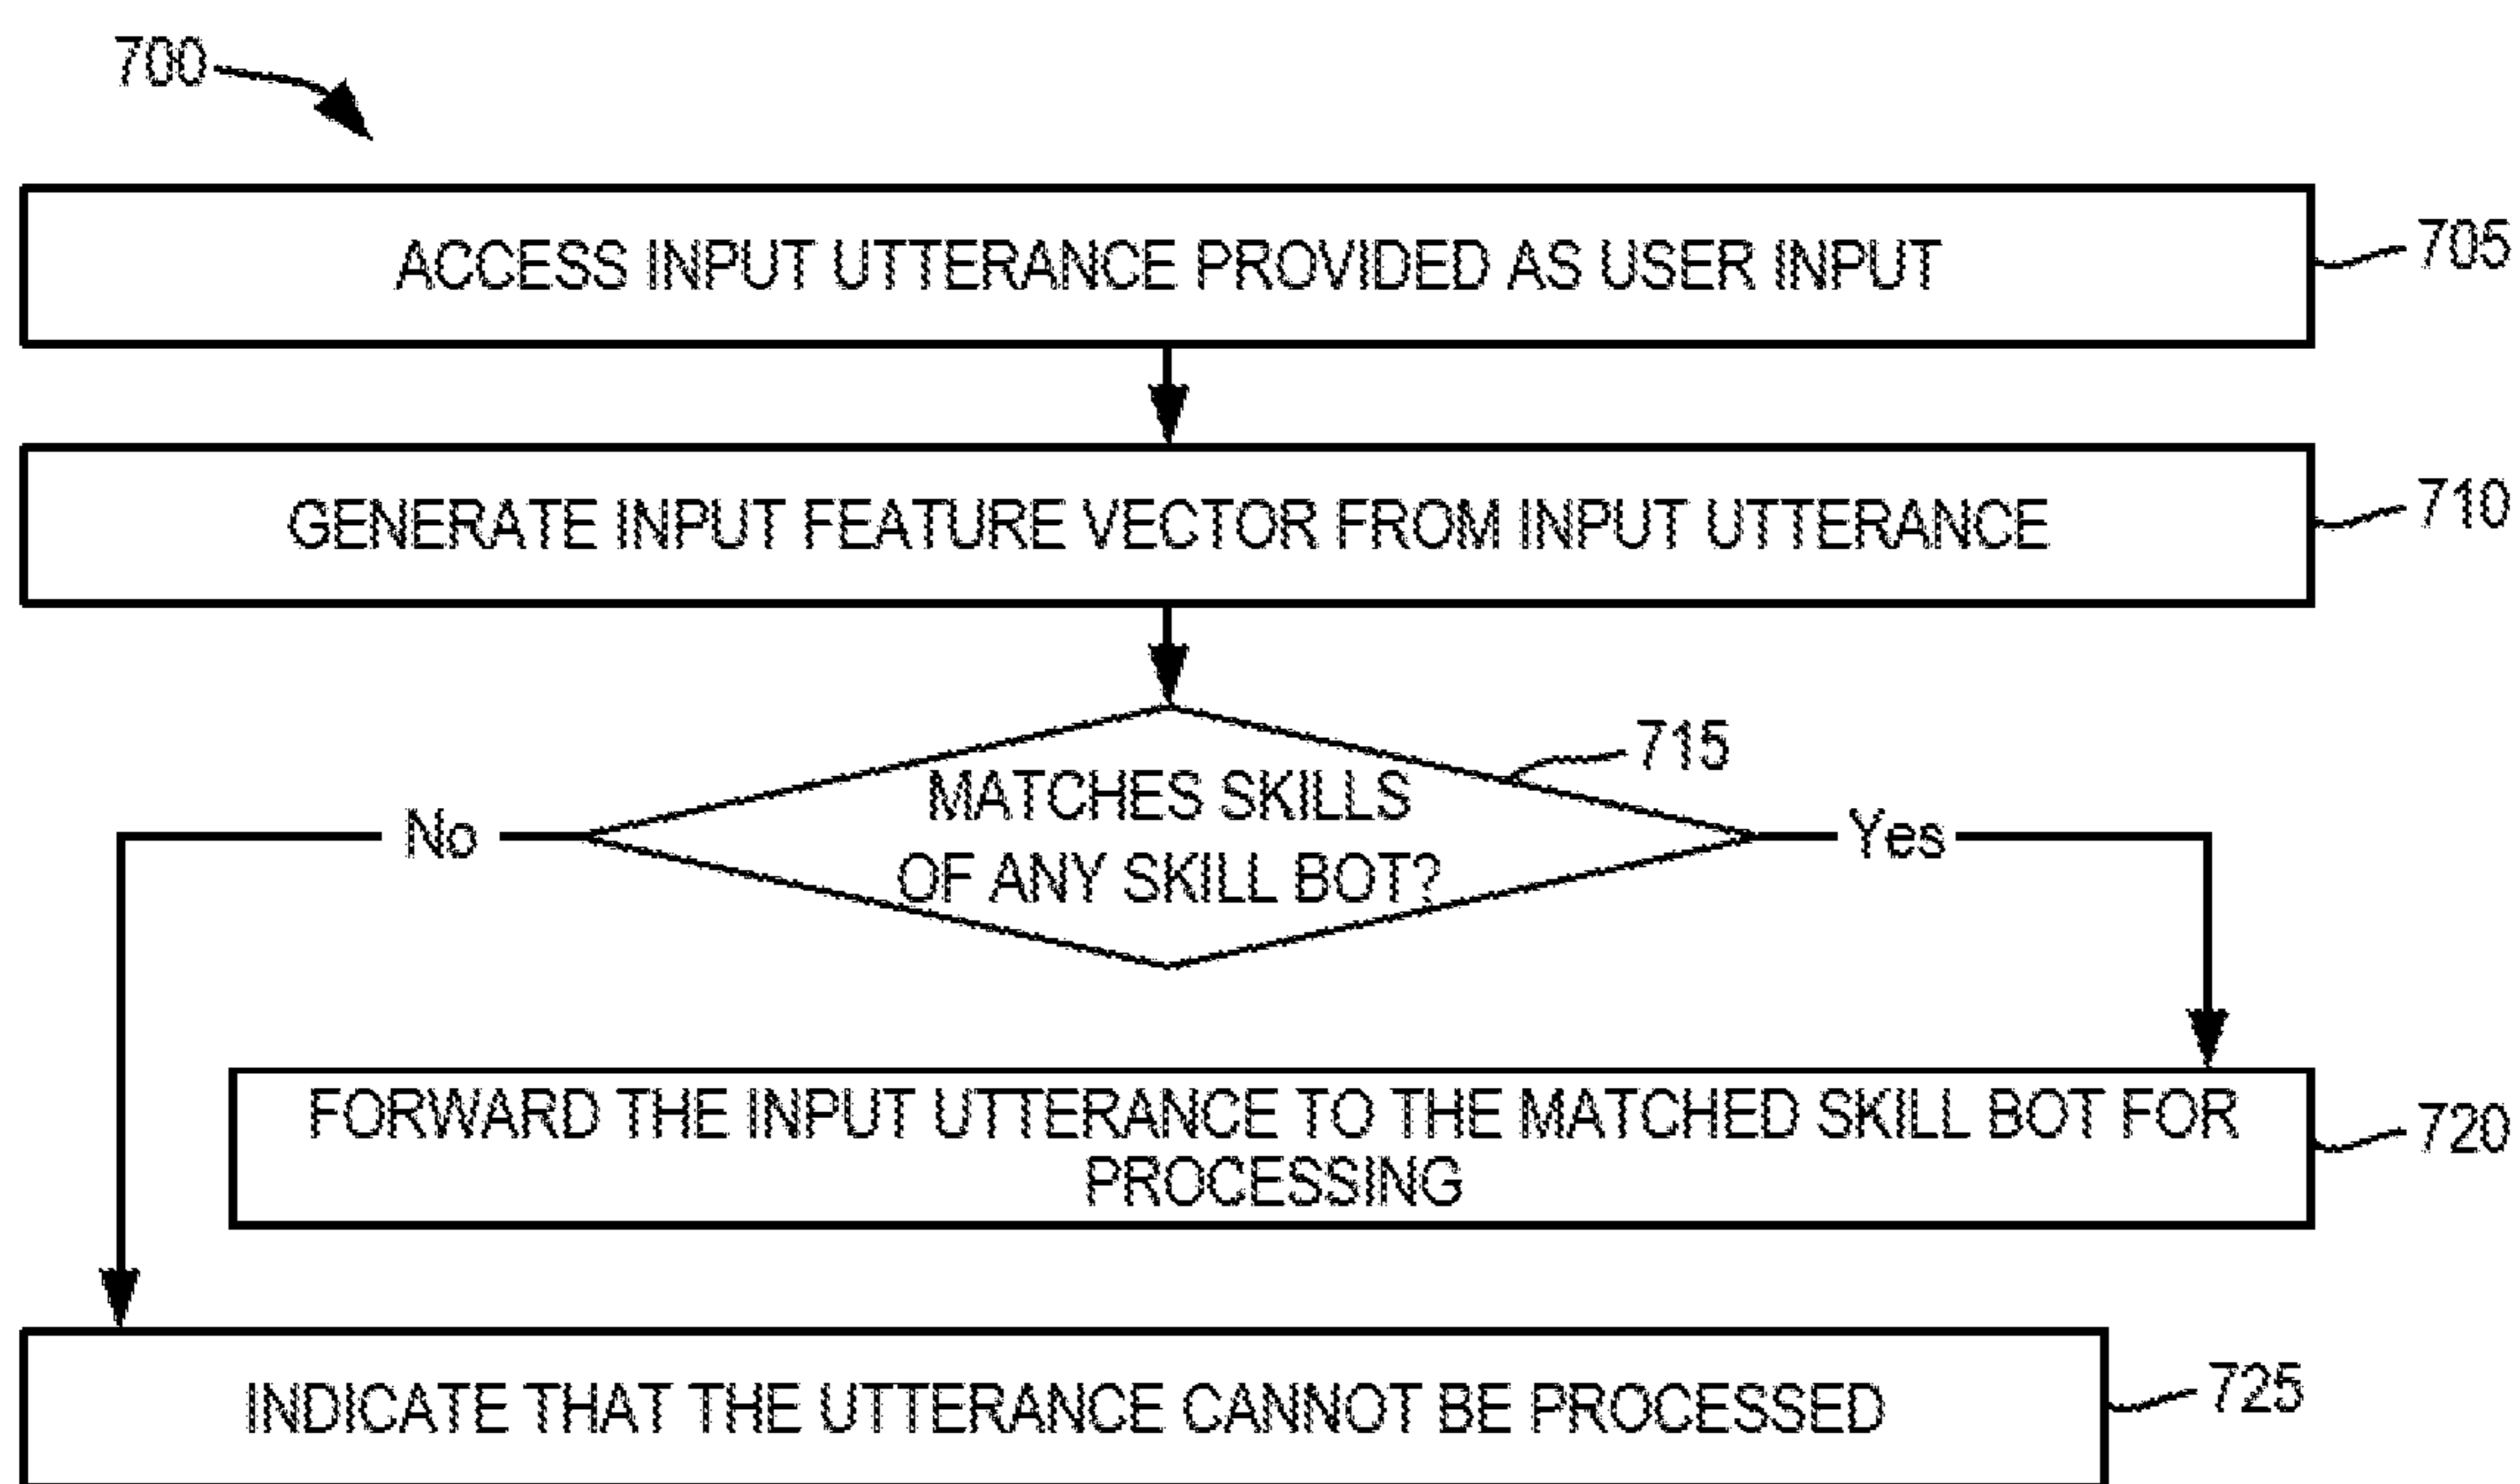 700
ACCESS INPUT UTTERANCE PROVIDED AS USER INPUT
705
GENERATE INPUT FEATURE VECTOR FROM INPUT UTTERANCE
710
715
MATCHES SKILLS
OF ANY SKILL BOT?
No
Yes
FORWARD THE INPUT UTTERANCE TO THE MATCHED SKILL BOT FOR
PROCESSING
720
INDICATE THAT THE UTTERANCE CANNOT BE PROCESSED
725